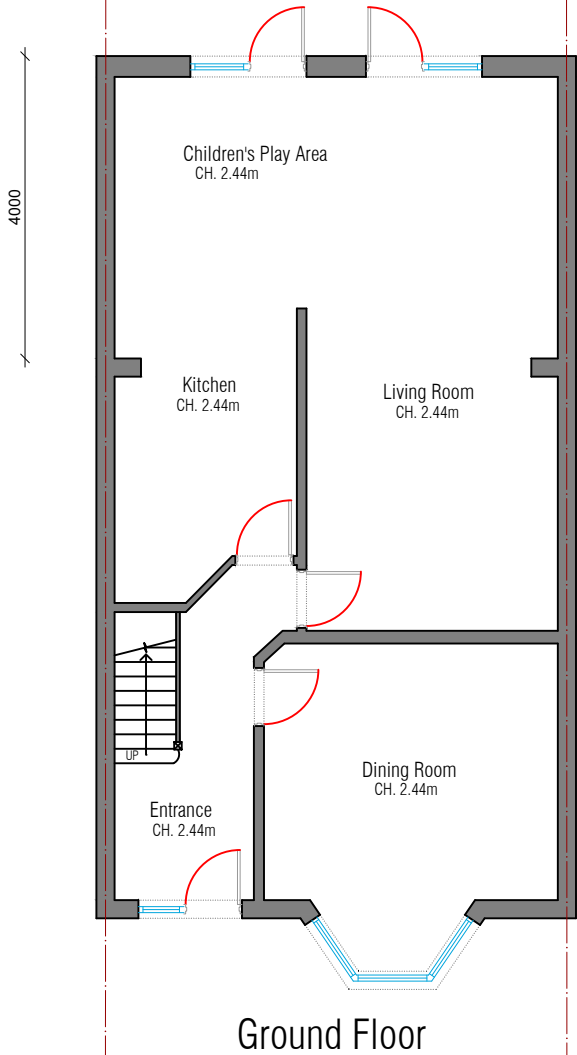 Children's Play Area
CH. 2.44m
4000
Kitchen
CH. 2.44m
Living Room
CH. 2.44m
UP
Dining Room
CH. 2.44m
Entrance
CH. 2.44m
Ground Floor